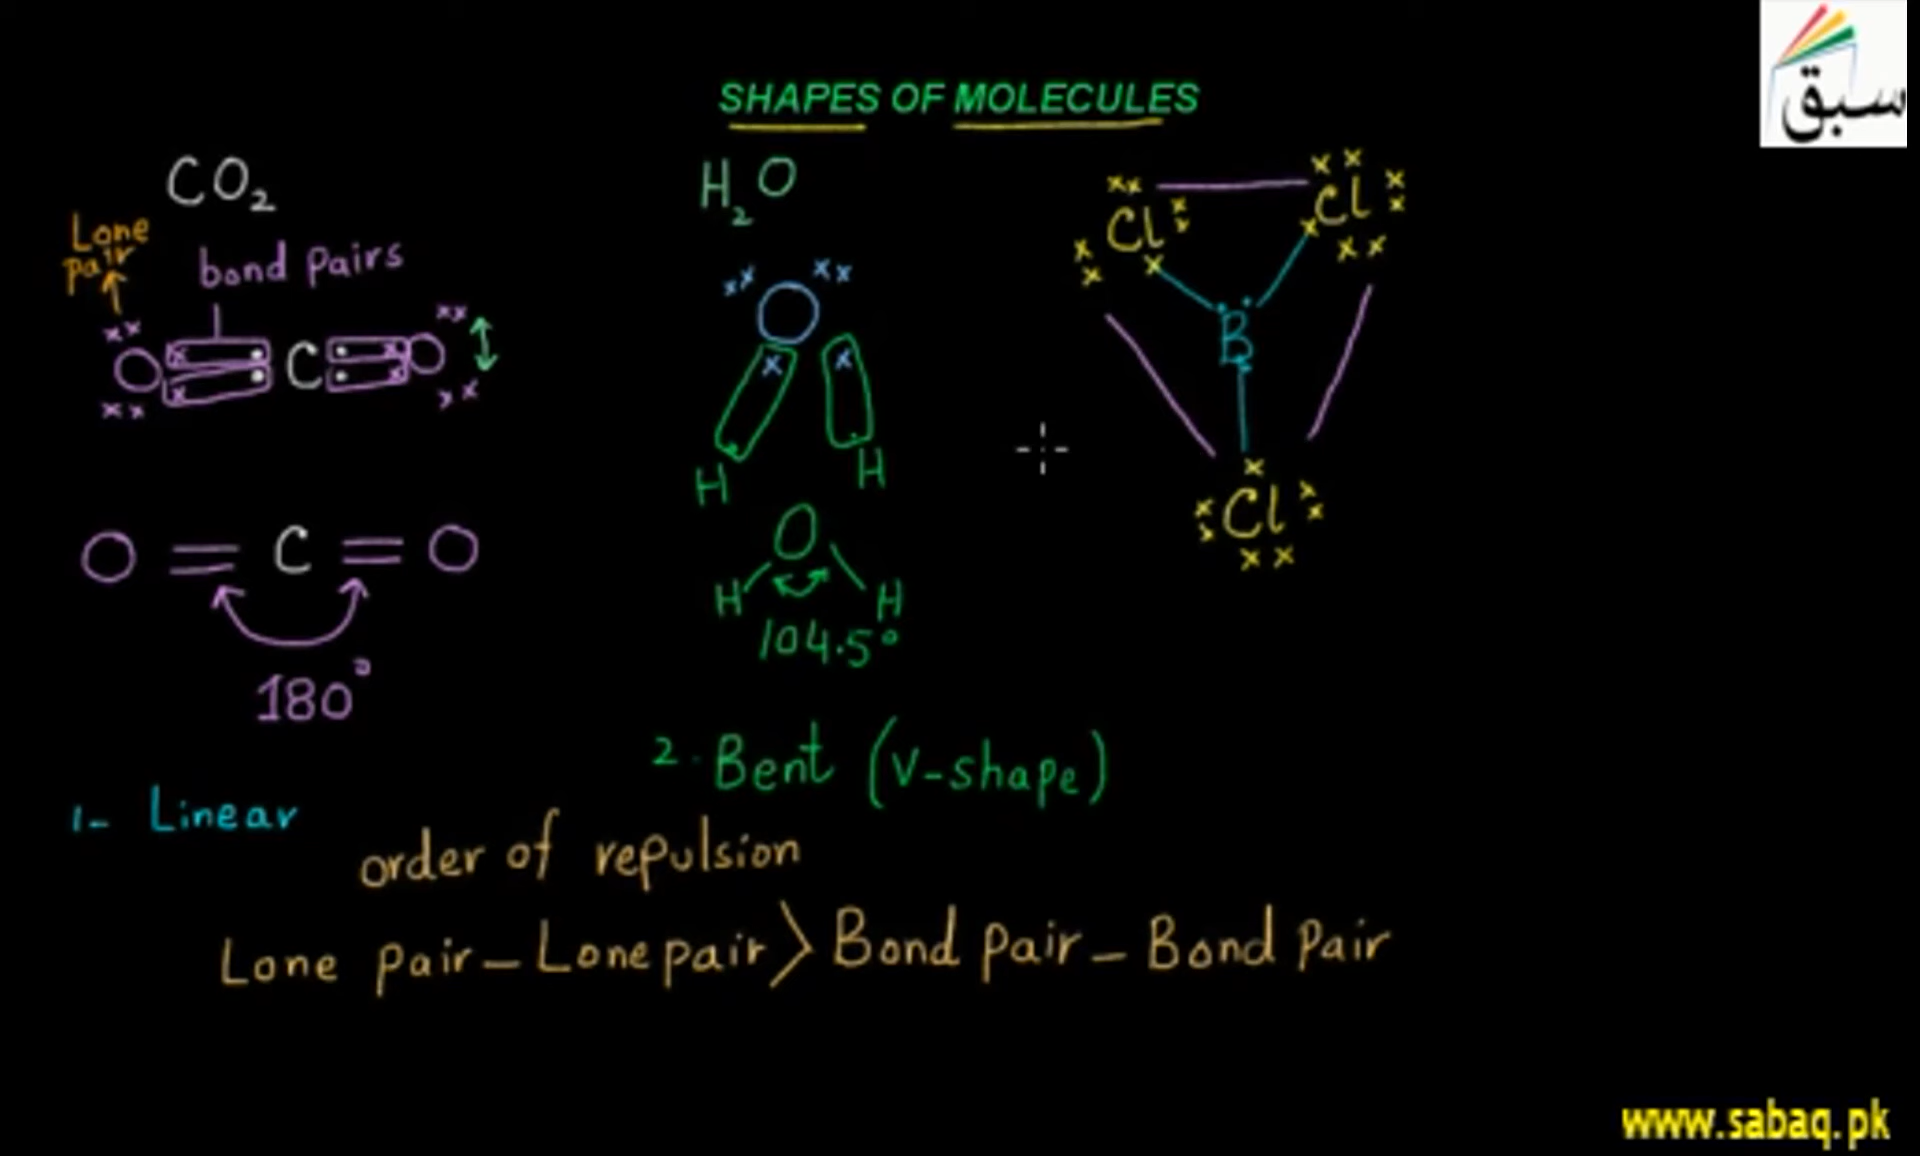 سبق
SHAPES OF MOLECULES
CO₂
Lone pair
bond pairs
O C O
O = C = O
180°
1- Linear
H₂O
O
H H
O
H H
104.5°
2. Bent (V-shape)
Cl Cl
B
Cl
order of repulsion
Lone pair – Lone pair > Bond pair – Bond Pair
www.sabaq.pk